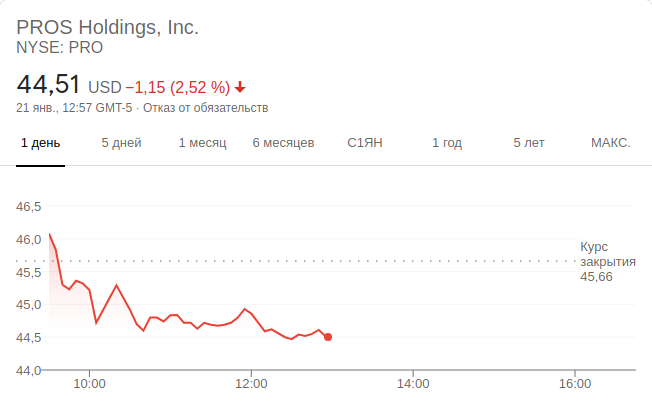 PROS Holdings, Inc.
NYSE: PRO
44,51 USD −1,15 (2,52 %)
21 янв., 12:57 GMT-5 · Отказ от обязательств
1 день 5 дней 1 месяц 6 месяцев С1ЯН 1 год 5 лет МАКС.
46,5
46,0
Курс
закрытия
45,66
45,5
45,0
44,5
44,0
10:00 12:00 14:00 16:00